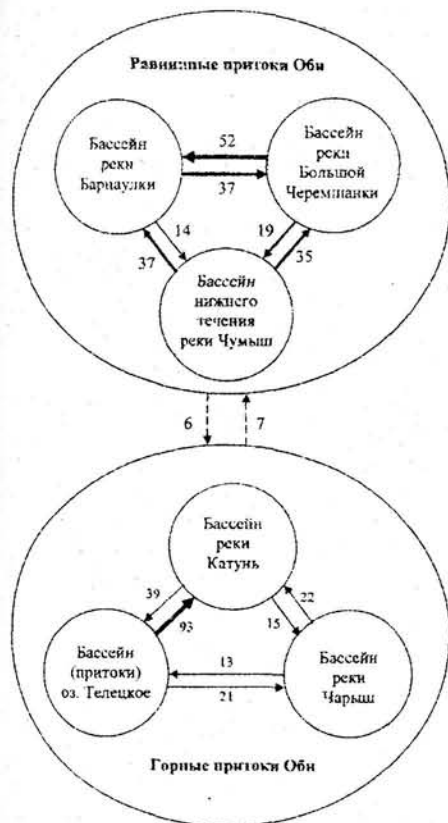 Равнинные притоки Оби
Бассейн
реки
Барнаулки
52
37
Бассейн
реки
Большой
Черемшанки
14
37
19
35
Бассейн
нижнего
течения
реки Чумыш
6
7
Бассейн
реки
Катунь
39
93
15
22
Бассейн
(притоки)
оз. Телецкое
13
21
Бассейн
реки
Чарыш
Горные притоки Оби